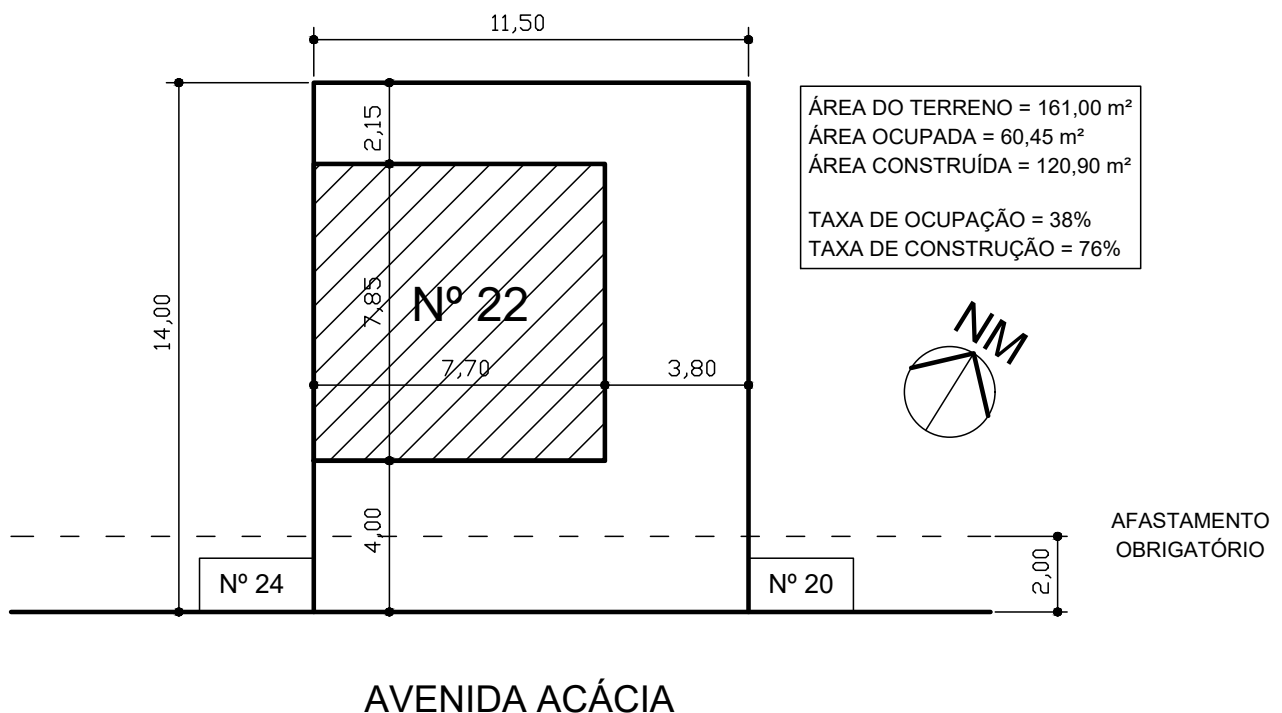 11,50
2,15
ÁREA DO TERRENO = 161,00 m²
ÁREA OCUPADA = 60,45 m²
ÁREA CONSTRUÍDA = 120,90 m²
TAXA DE OCUPAÇÃO = 38%
TAXA DE CONSTRUÇÃO = 76%
14,00
7,85
Nº 22
NM
7,70
3,80
4,00
AFASTAMENTO
OBRIGATÓRIO
2,00
Nº 24
Nº 20
AVENIDA ACÁCIA